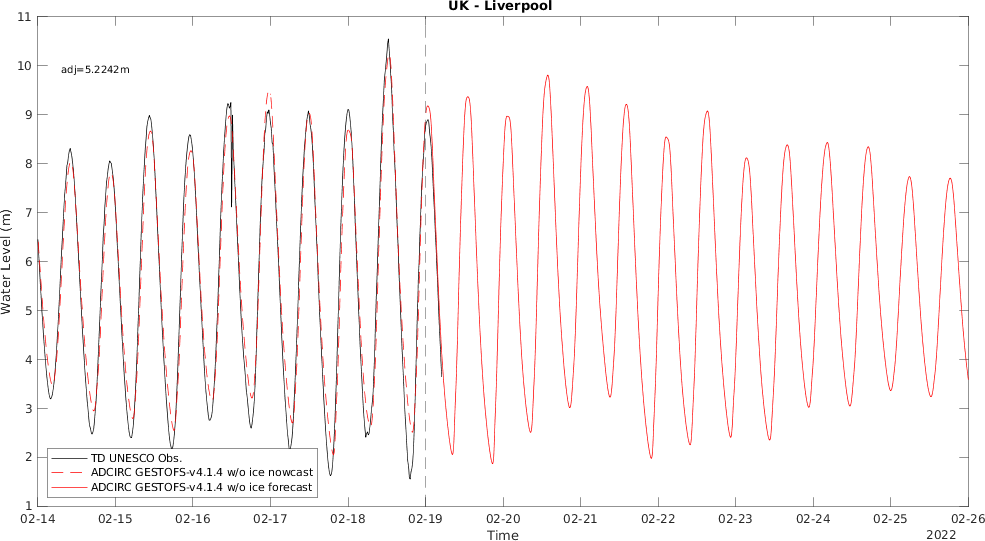 UK - Liverpool
11
10
9
8
7
6
5
4
3
2
1
Water Level (m)
adj=5.2242m
TD UNESCO Obs.
ADCIRC GESTOFS-v4.1.4 w/o ice nowcast
ADCIRC GESTOFS-v4.1.4 w/o ice forecast
02-14 02-15 02-16 02-17 02-18 02-19 02-20 02-21 02-22 02-23 02-24 02-25 02-26
Time
2022